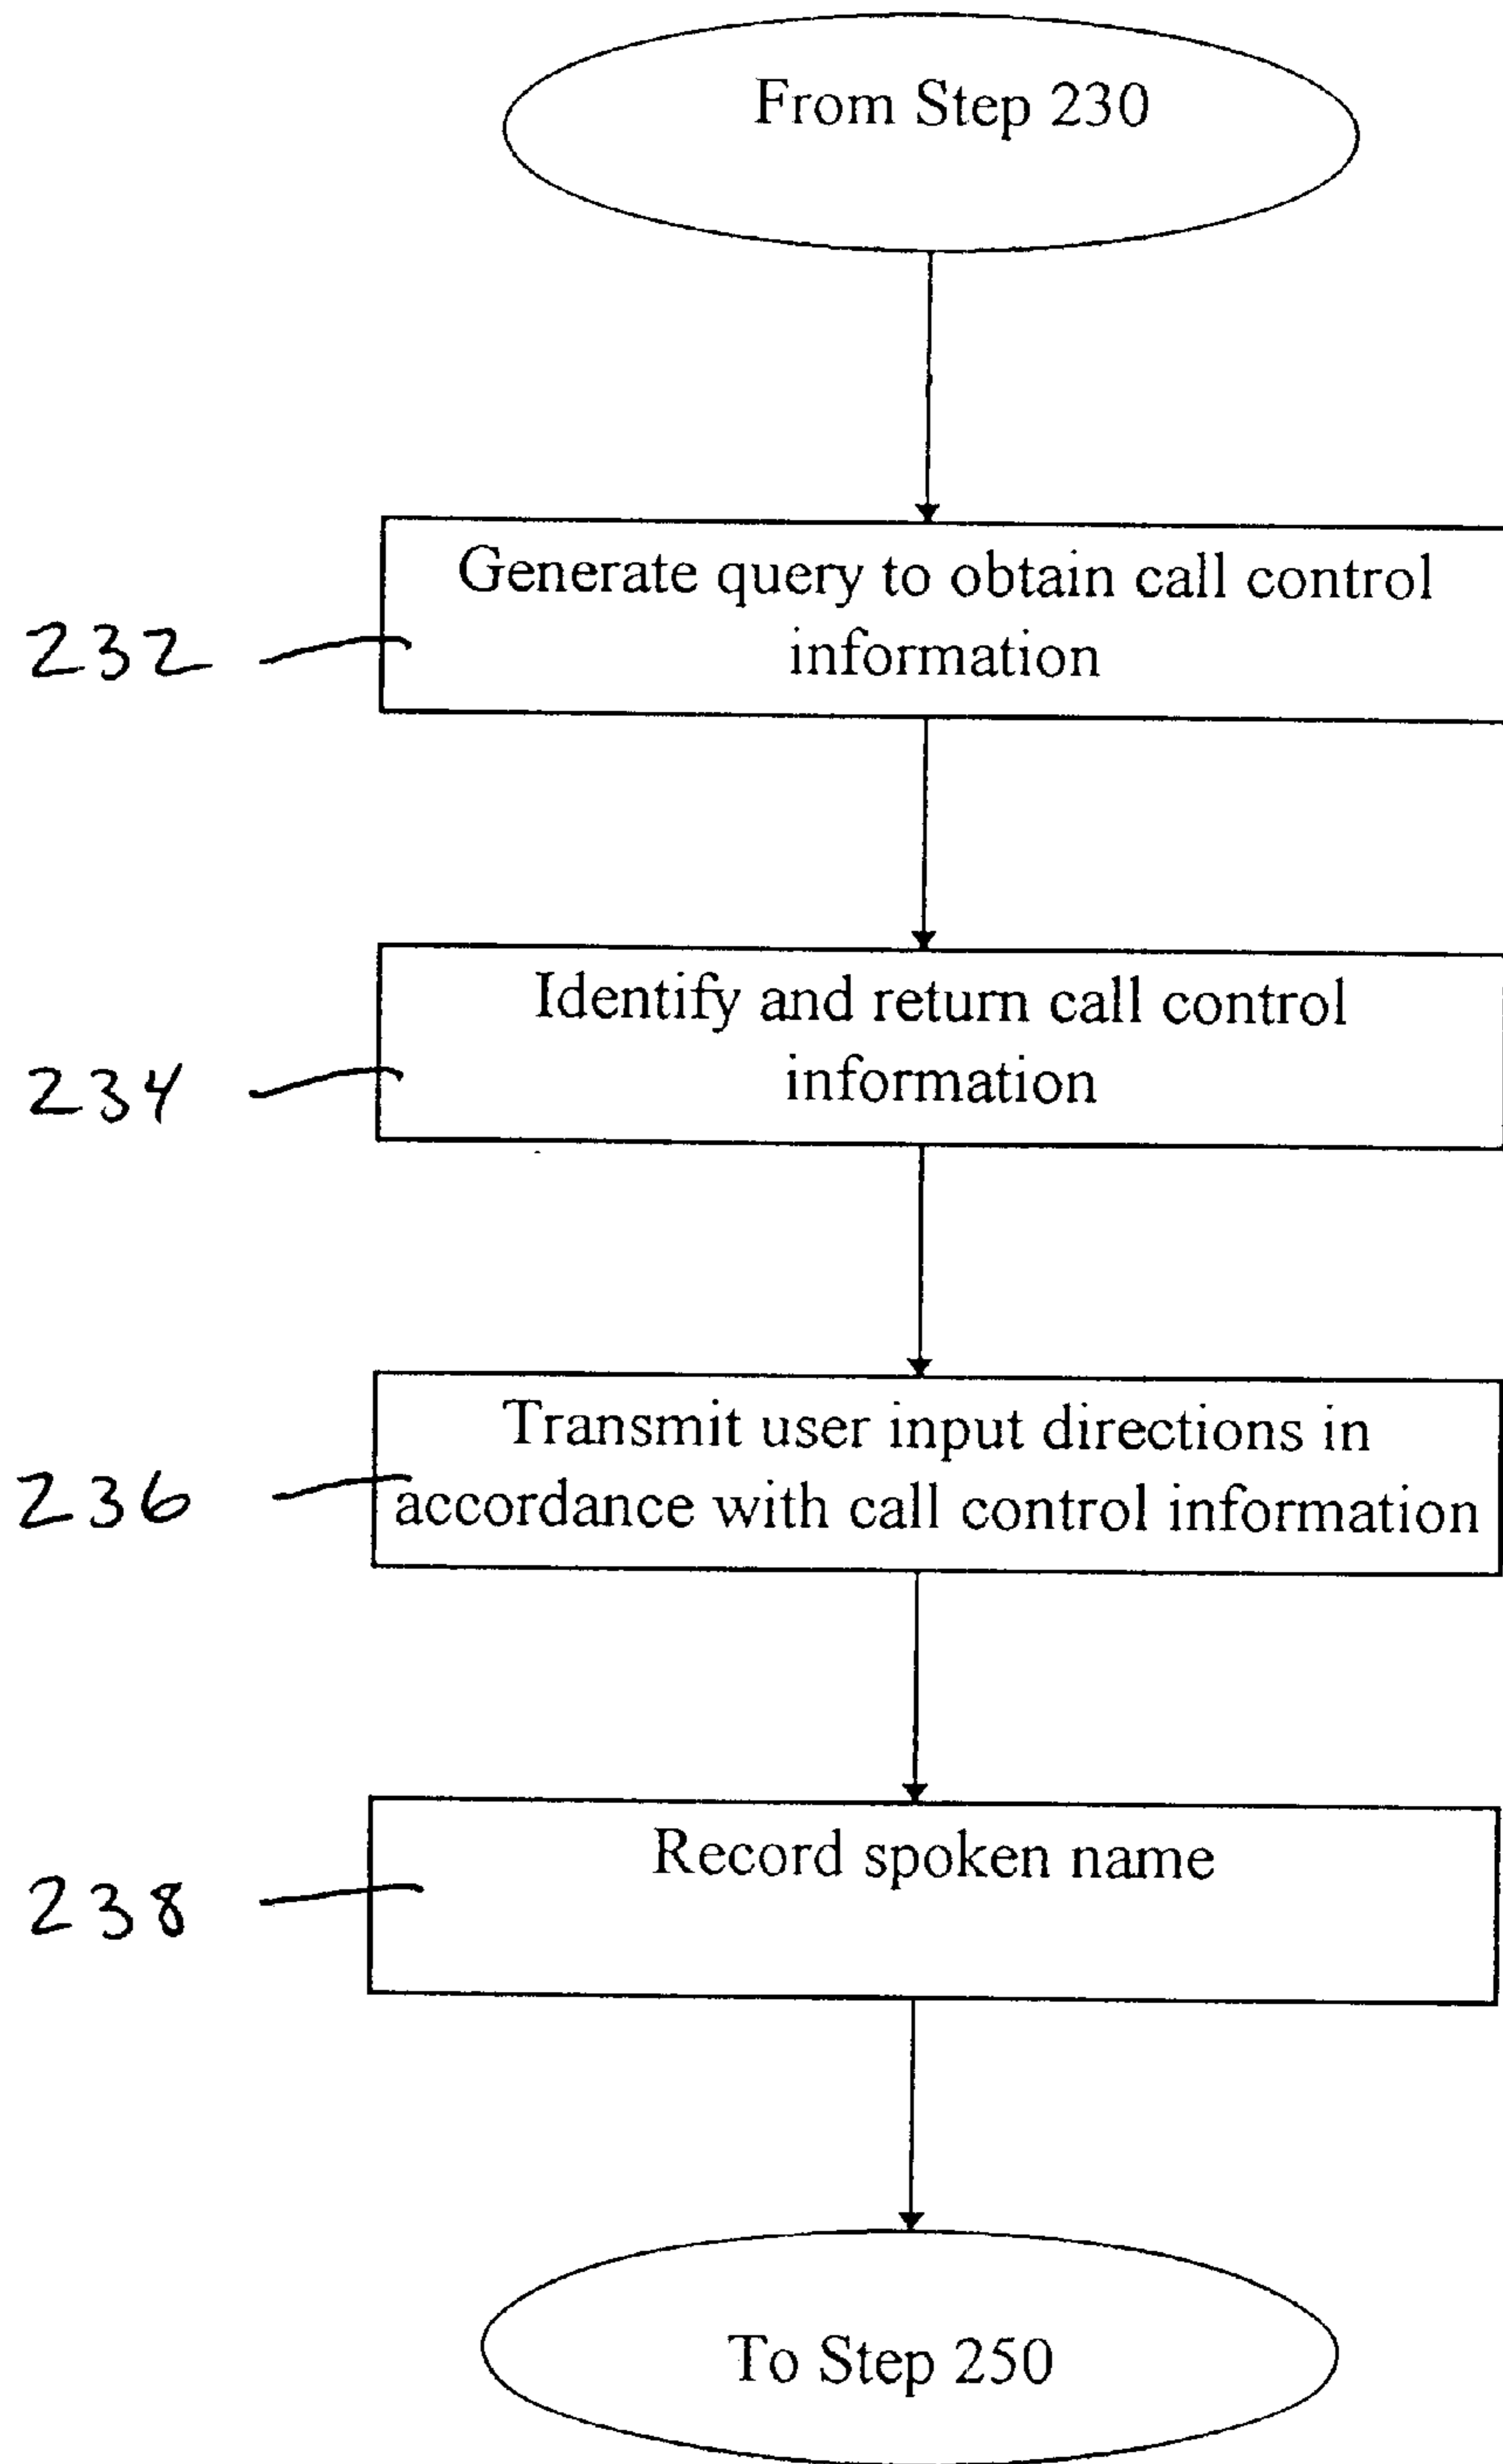 From Step 230
Generate query to obtain call control
information
232
Identify and return call control
information
234
Transmit user input directions in
accordance with call control information
236
Record spoken name
238
To Step 250